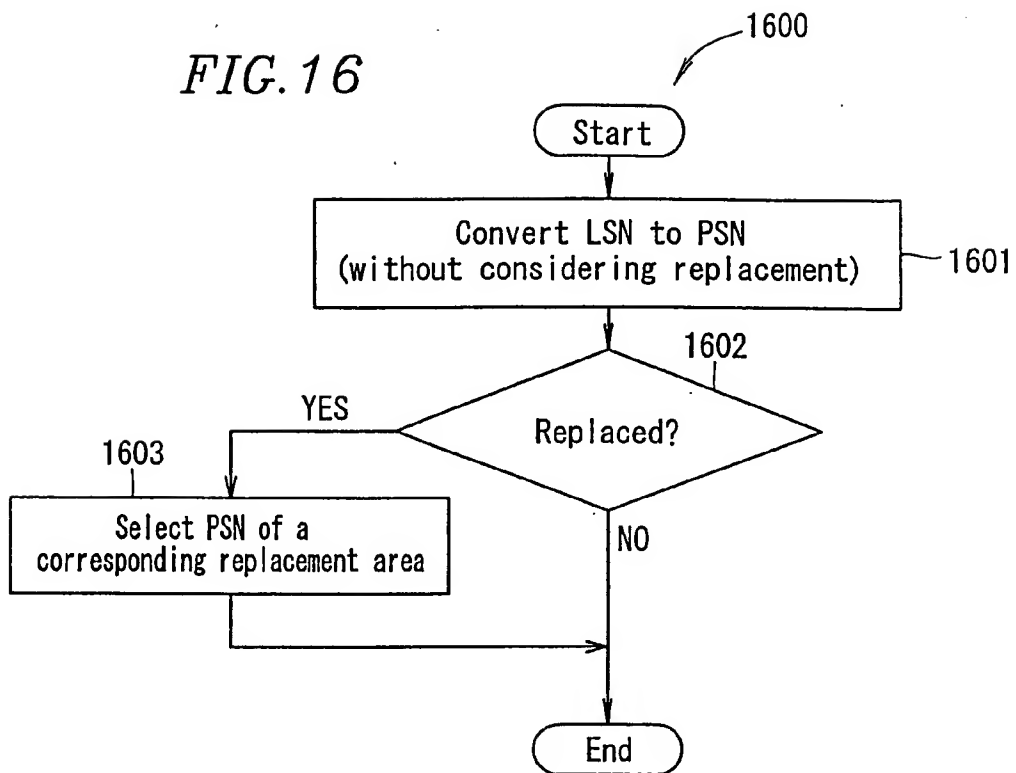 FIG. 16
1600
Start
Convert LSN to PSN
(without considering replacement)
1601
1602
YES
Replaced?
1603
Select PSN of a
corresponding replacement area
NO
End